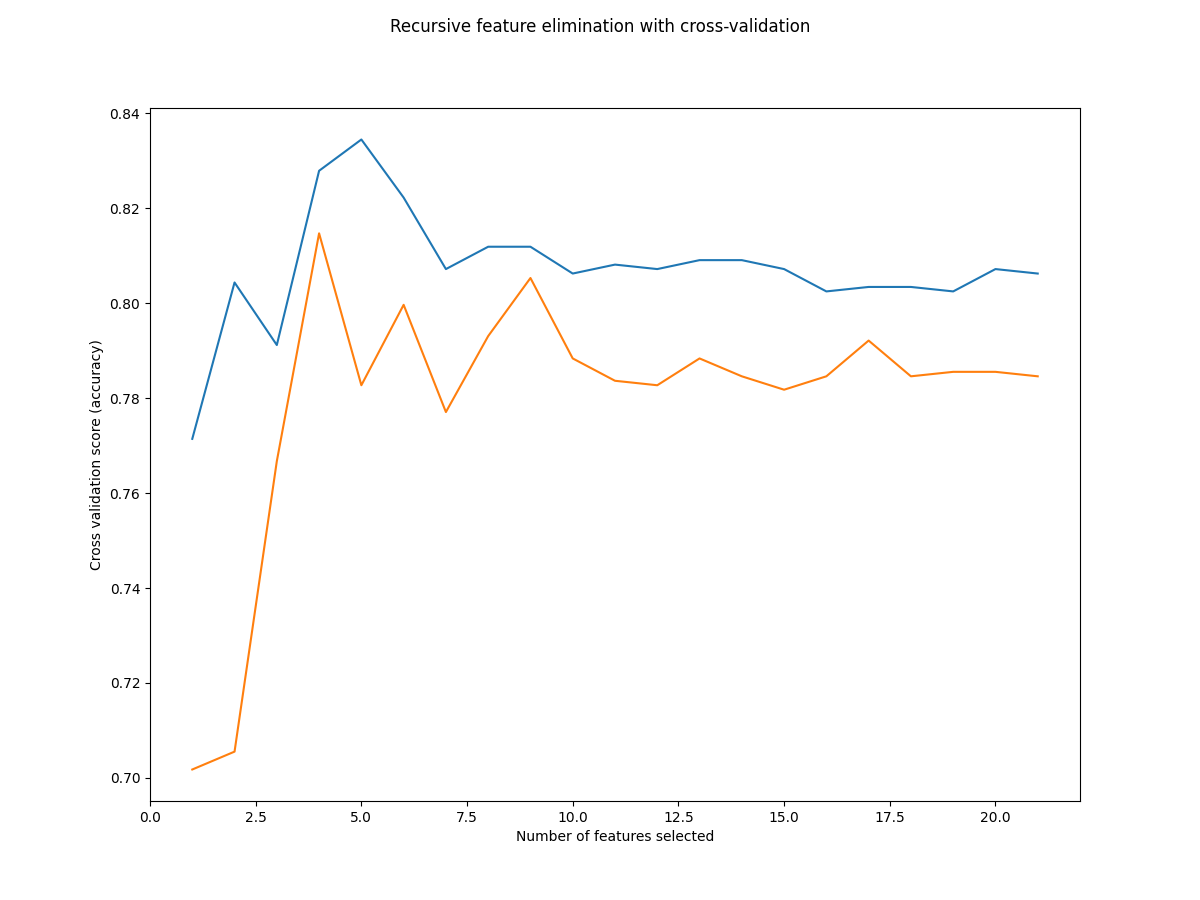 Recursive feature elimination with cross-validation
0.84
0.82
0.80
0.78
0.76
0.74
0.72
0.70
Cross validation score (accuracy)
0.0 2.5 5.0 7.5 10.0 12.5 15.0 17.5 20.0
Number of features selected